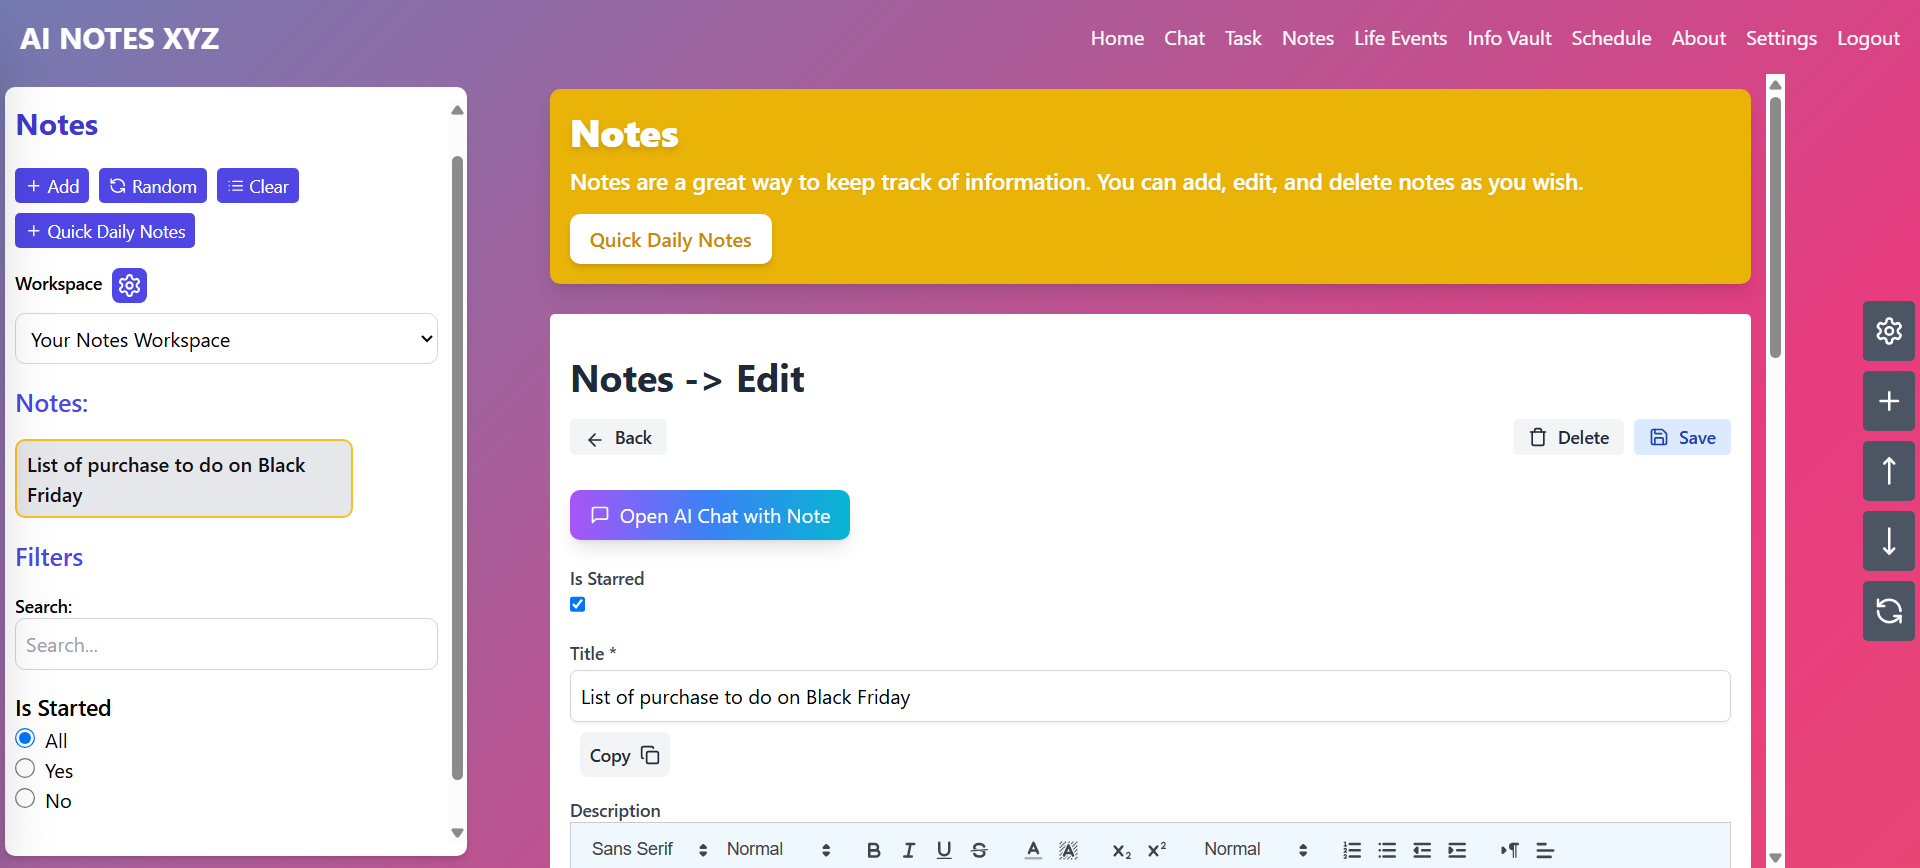 AI NOTES XYZ
Home Chat Task Notes Life Events Info Vault Schedule About Settings Logout
Notes
Add Random Clear
Quick Daily Notes
Workspace
Your Notes Workspace
Notes:
List of purchase to do on Black
Friday
Filters
Search:
Search...
Is Started
All
Yes
No
Notes
Notes are a great way to keep track of information. You can add, edit, and delete notes as you wish.
Quick Daily Notes
Notes -> Edit
Back Delete Save
Open AI Chat with Note
Is Starred
Title *
List of purchase to do on Black Friday
Copy
Description
Sans Serif Normal B I U S A A X₂ X² Normal